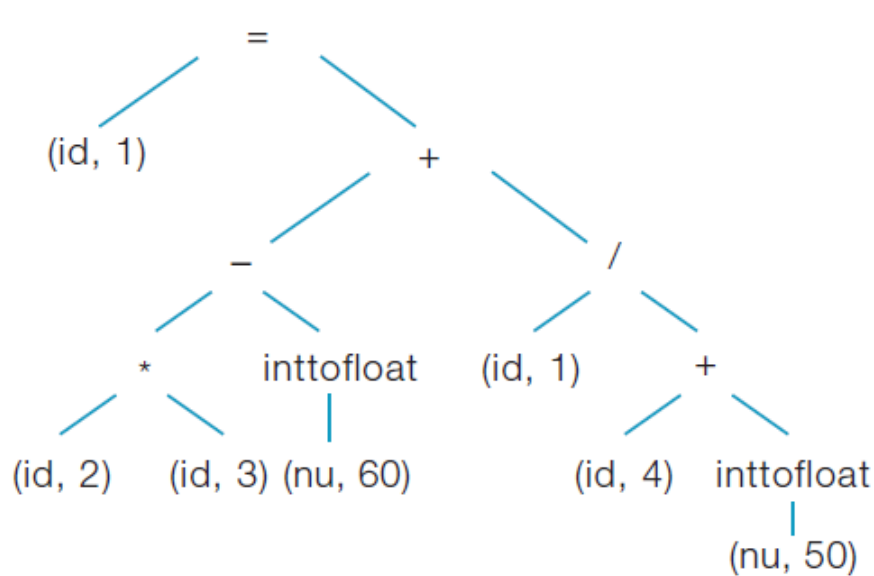 =
(id, 1)
+
−
/
*
inttofloat
(id, 1)
+
(id, 2)
(id, 3)
(nu, 60)
(id, 4)
inttofloat
(nu, 50)